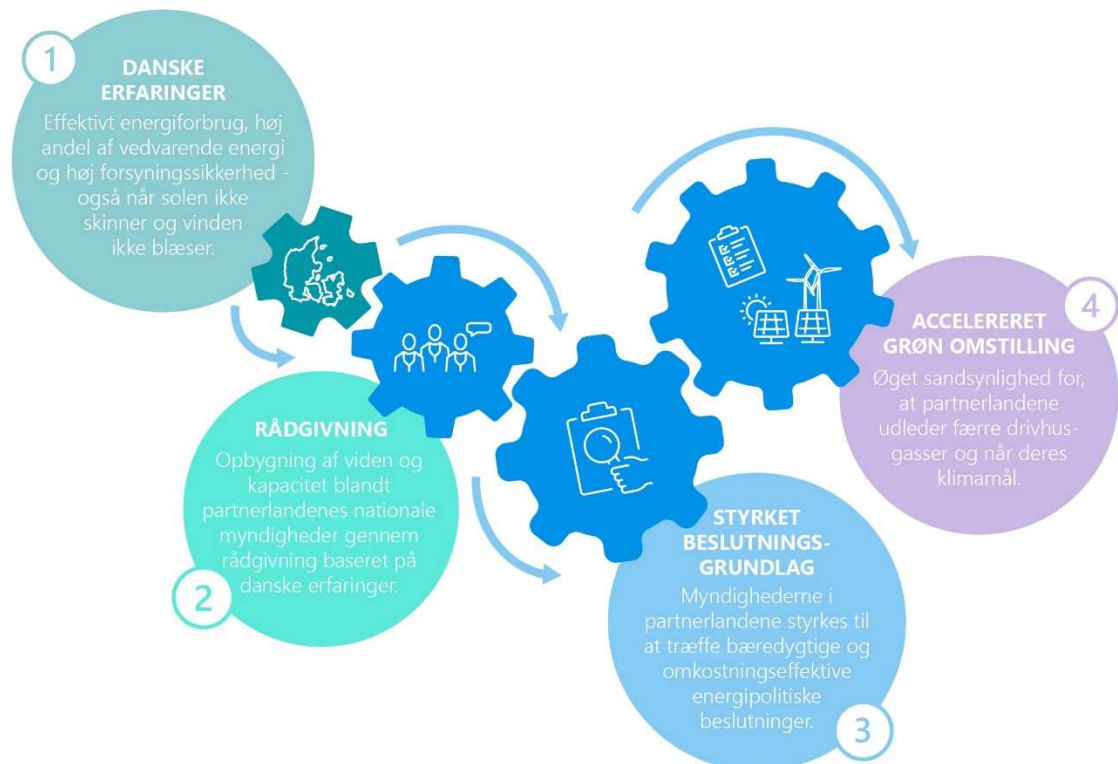 1
DANSKE
ERFARINGER
Effektivt energiforbrug, høj
andel af vedvarende energi
og høj forsyningssikkerhed -
også når solen ikke
skinner og vinden
ikke blæser.
RÅDGIVNING
Opbygning af viden og
kapacitet blandt
partnerlandenes nationale
myndigheder gennem
rådgivning baseret på
danske erfaringer.
2
STYRKET
BESLUTNINGS-
GRUNDLAG
Myndighederne i
partnerlandene styrkes til
at træffe bæredygtige og
omkostningseffektive
energipolitiske
beslutninger.
3
4
ACCELERERET
GRØN OMSTILLING
Øget sandsynlighed for,
at partnerlandene
udleder færre drivhus-
gasser og når deres
klimamål.